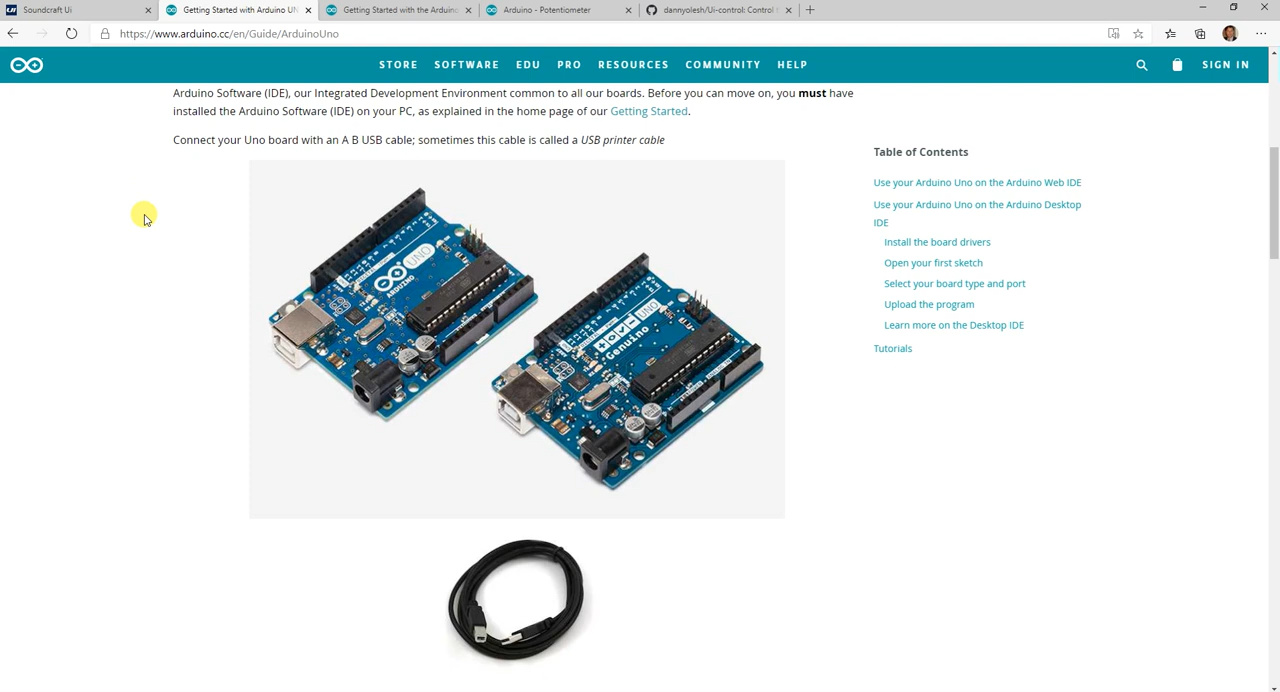 Soundcraft Ui
Getting Started with Arduino UN
Getting Started with the Arduino
Arduino - Potentiometer
dannyolesh/Ui-control: Control t
https://www.arduino.cc/en/Guide/ArduinoUno
STORE SOFTWARE EDU PRO RESOURCES COMMUNITY HELP SIGN IN
Arduino Software (IDE), our Integrated Development Environment common to all our boards. Before you can move on, you must have
installed the Arduino Software (IDE) on your PC, as explained in the home page of our Getting Started.
Connect your Uno board with an A B USB cable; sometimes this cable is called a USB printer cable
ARDUINO
UNO
Genuino
UNO
Table of Contents
Use your Arduino Uno on the Arduino Web IDE
Use your Arduino Uno on the Arduino Desktop
IDE
Install the board drivers
Open your first sketch
Select your board type and port
Upload the program
Learn more on the Desktop IDE
Tutorials